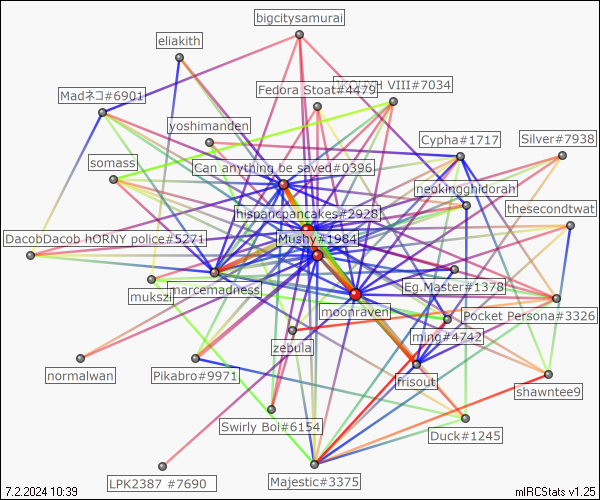 bigcitysamurai
eliakith
Fedora Stoat#4479
VIII#7034
Madネコ#6901
yoshimanden
Cypha#1717
Silver#7938
somass
Can anything be saved#0396
neokingghidorah
hispancpancakes#2928
thesecondtwat
DacobDacob hORNY police#5271
Mushy#1984
mukszi
marcemadness
Eg.Master#1378
moonraven
Pocket Persona#3326
ming#4742
zebula
normalwan
Pikabro#9971
frisout
shawntee9
Swirly Boi#6154
Duck#1245
LPK2387 #7690
Majestic#3375
7.2.2024 10:39
mIRCStats v1.25